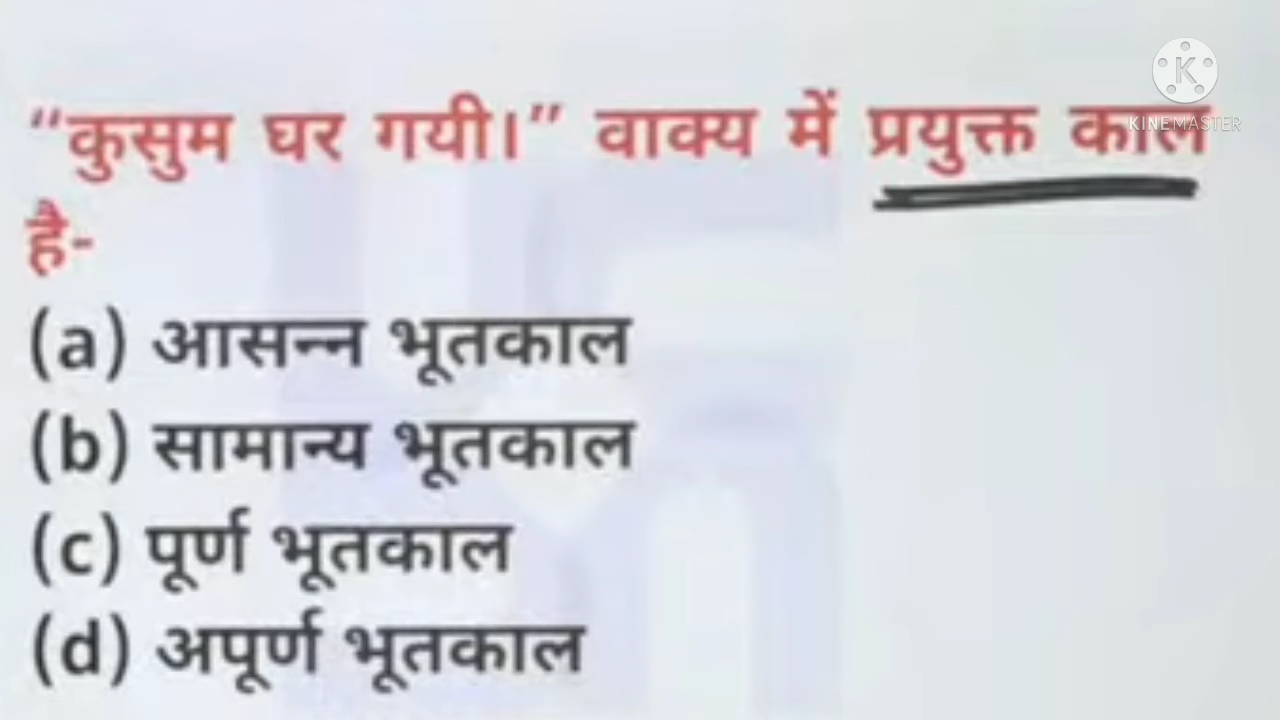 “कुसुम घर गयी।” वाक्य में प्रयुक्त काल
है-
(a) आसन्न भूतकाल
(b) सामान्य भूतकाल
(c) पूर्ण भूतकाल
(d) अपूर्ण भूतकाल
K
KINEMASTER